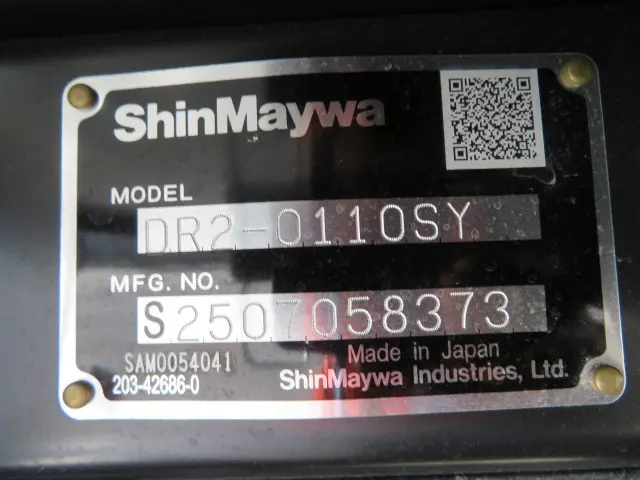 ShinMaywa
MODEL
DR2-0110SY
MFG. NO.
S2507058373
SAM0054041
Made in Japan
203-42686-0
ShinMaywa Industries, Ltd.